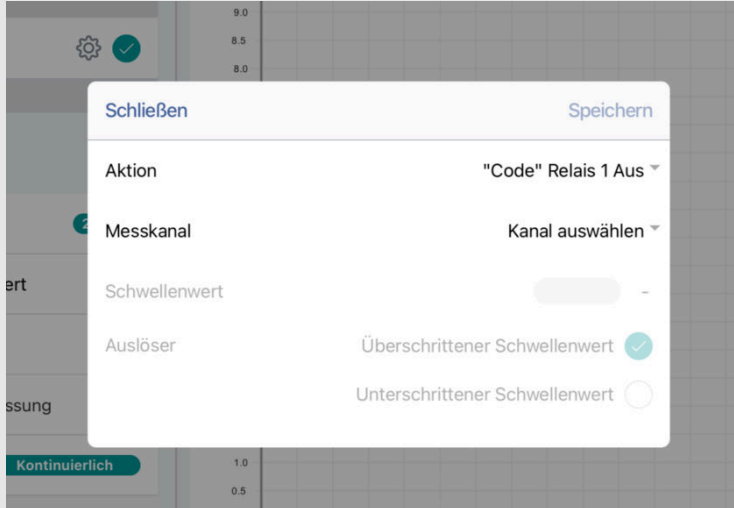 9.0
8.5
8.0
Schließen Speichern
Aktion "Code" Relais 1 Aus
2
Messkanal Kanal auswählen
ert
Schwellenwert -
Auslöser Überschrittener Schwellenwert
Unterschrittener Schwellenwert
ssung
Kontinuierlich
1.0
0.5